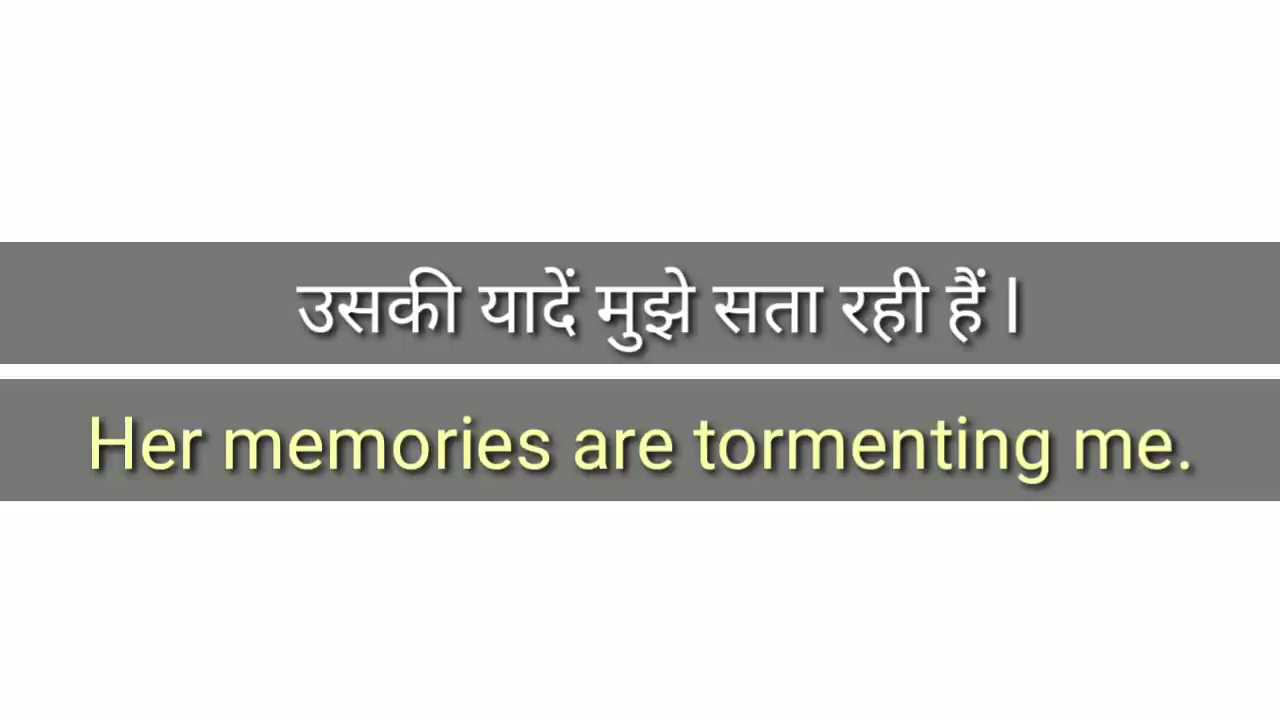 उसकी यादें मुझे सता रही हैं l
Her memories are tormenting me.